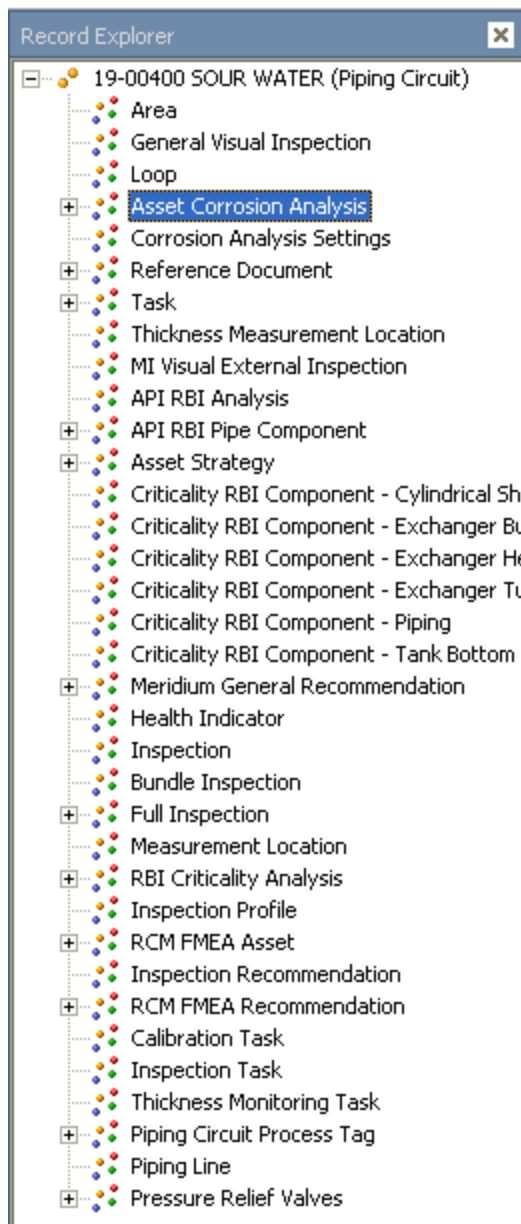 Record Explorer
19-00400 SOUR WATER (Piping Circuit)
Area
General Visual Inspection
Loop
Asset Corrosion Analysis
Corrosion Analysis Settings
Reference Document
Task
Thickness Measurement Location
MI Visual External Inspection
API RBI Analysis
API RBI Pipe Component
Asset Strategy
Criticality RBI Component - Cylindrical Sh
Criticality RBI Component - Exchanger Bu
Criticality RBI Component - Exchanger He
Criticality RBI Component - Exchanger Tu
Criticality RBI Component - Piping
Criticality RBI Component - Tank Bottom
Meridium General Recommendation
Health Indicator
Inspection
Bundle Inspection
Full Inspection
Measurement Location
RBI Criticality Analysis
Inspection Profile
RCM FMEA Asset
Inspection Recommendation
RCM FMEA Recommendation
Calibration Task
Inspection Task
Thickness Monitoring Task
Piping Circuit Process Tag
Piping Line
Pressure Relief Valves